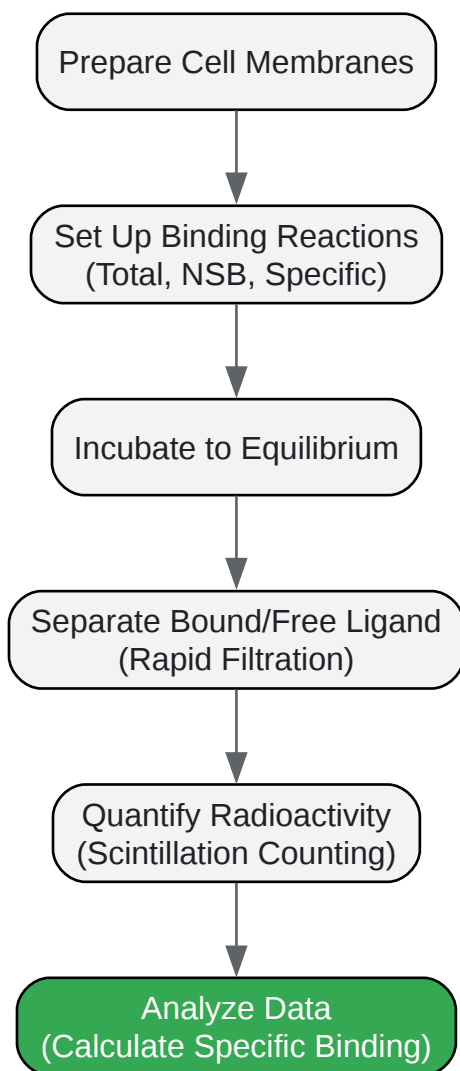 Prepare Cell Membranes
Set Up Binding Reactions
(Total, NSB, Specific)
Incubate to Equilibrium
Separate Bound/Free Ligand
(Rapid Filtration)
Quantify Radioactivity
(Scintillation Counting)
Analyze Data
(Calculate Specific Binding)